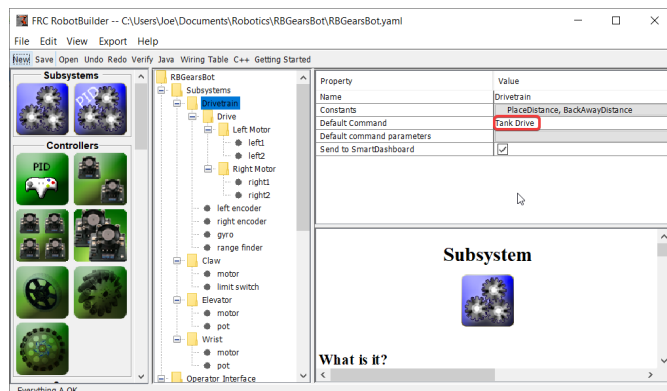 FRC RobotBuilder -- C:\Users\Joe\Documents\Robotics\RBGearsBot\RBGearsBot.yaml
File Edit View Export Help
New Save Open Undo Redo Verify Java Wiring Table C++ Getting Started
Subsystems
PID
Controllers
PID
RBGearsBot
Subsystems
Drivetrain
Drive
Left Motor
left1
left2
Right Motor
right1
right2
left encoder
right encoder
gyro
range finder
Claw
motor
limit switch
Elevator
motor
pot
Wrist
motor
pot
Operator Interface
Property Value
Name Drivetrain
Constants PlaceDistance, BackAwayDistance
Default Command Tank Drive
Default command parameters
Send to SmartDashboard
Subsystem
What is it?
Everything A OK